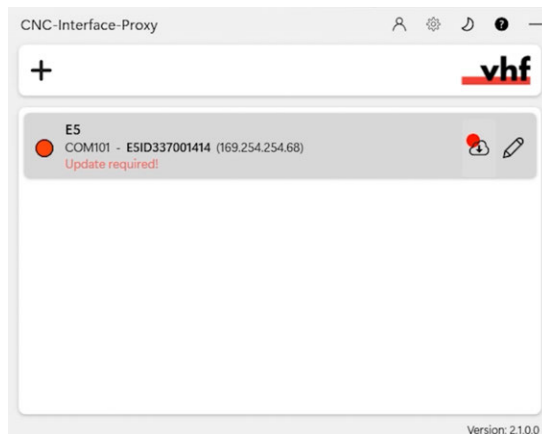 CNC-Interface-Proxy
vhf
E5
COM101 - E5ID337001414 (169.254.254.68)
Update required!
Version: 2.1.0.0